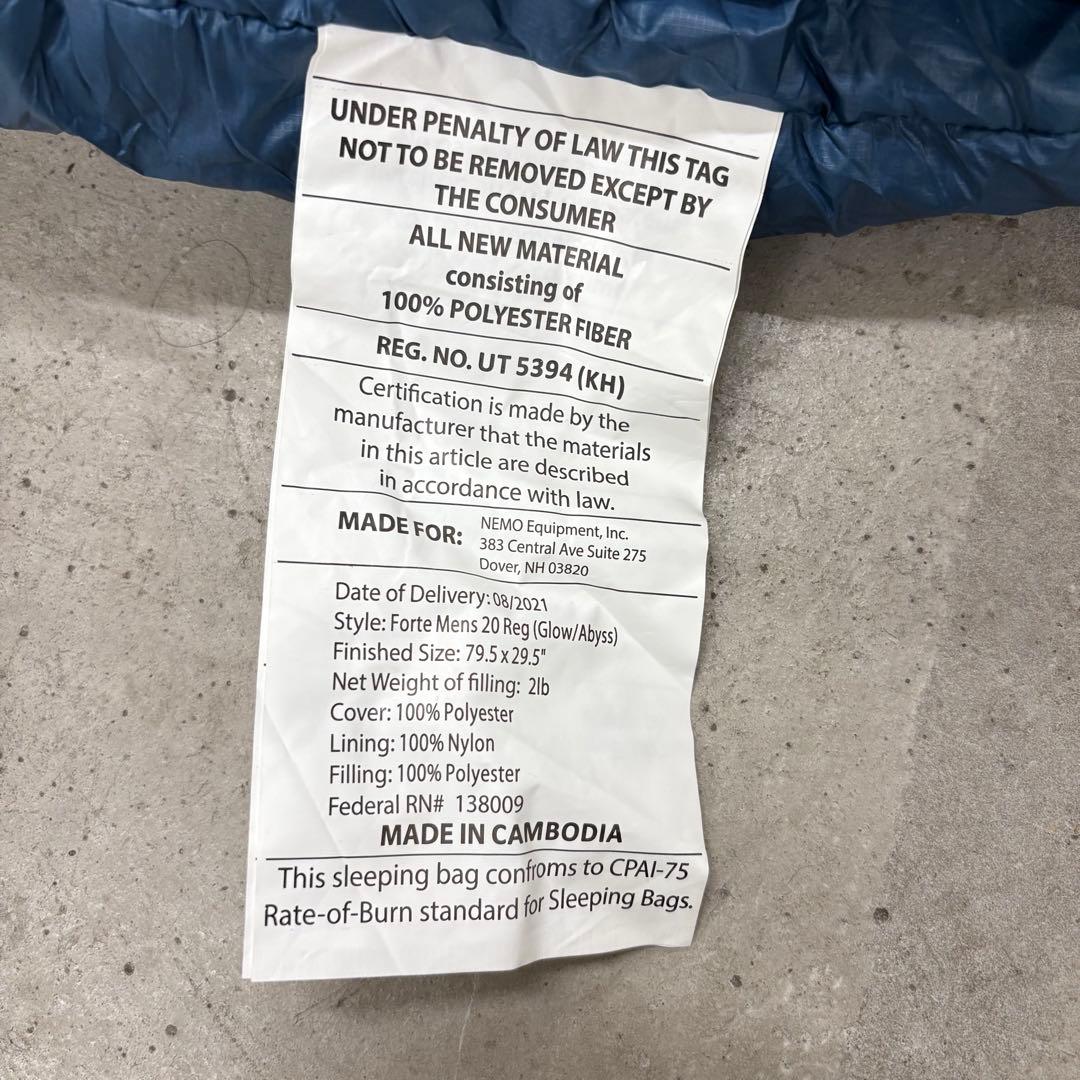 UNDER PENALTY OF LAW THIS TAG
NOT TO BE REMOVED EXCEPT BY
THE CONSUMER
ALL NEW MATERIAL
consisting of
100% POLYESTER FIBER
REG. NO. UT 5394 (KH)
Certification is made by the
manufacturer that the materials
in this article are described
in accordance with law.
MADE FOR:
NEMO Equipment, Inc.
383 Central Ave Suite 275
Dover, NH 03820
Date of Delivery: 08/2021
Style: Forte Mens 20 Reg (Glow/Abyss)
Finished Size: 79.5 x 29.5"
Net Weight of filling: 2lb
Cover: 100% Polyester
Lining: 100% Nylon
Filling: 100% Polyester
Federal RN# 138009
MADE IN CAMBODIA
This sleeping bag confroms to CPAI-75
Rate-of-Burn standard for Sleeping Bags.